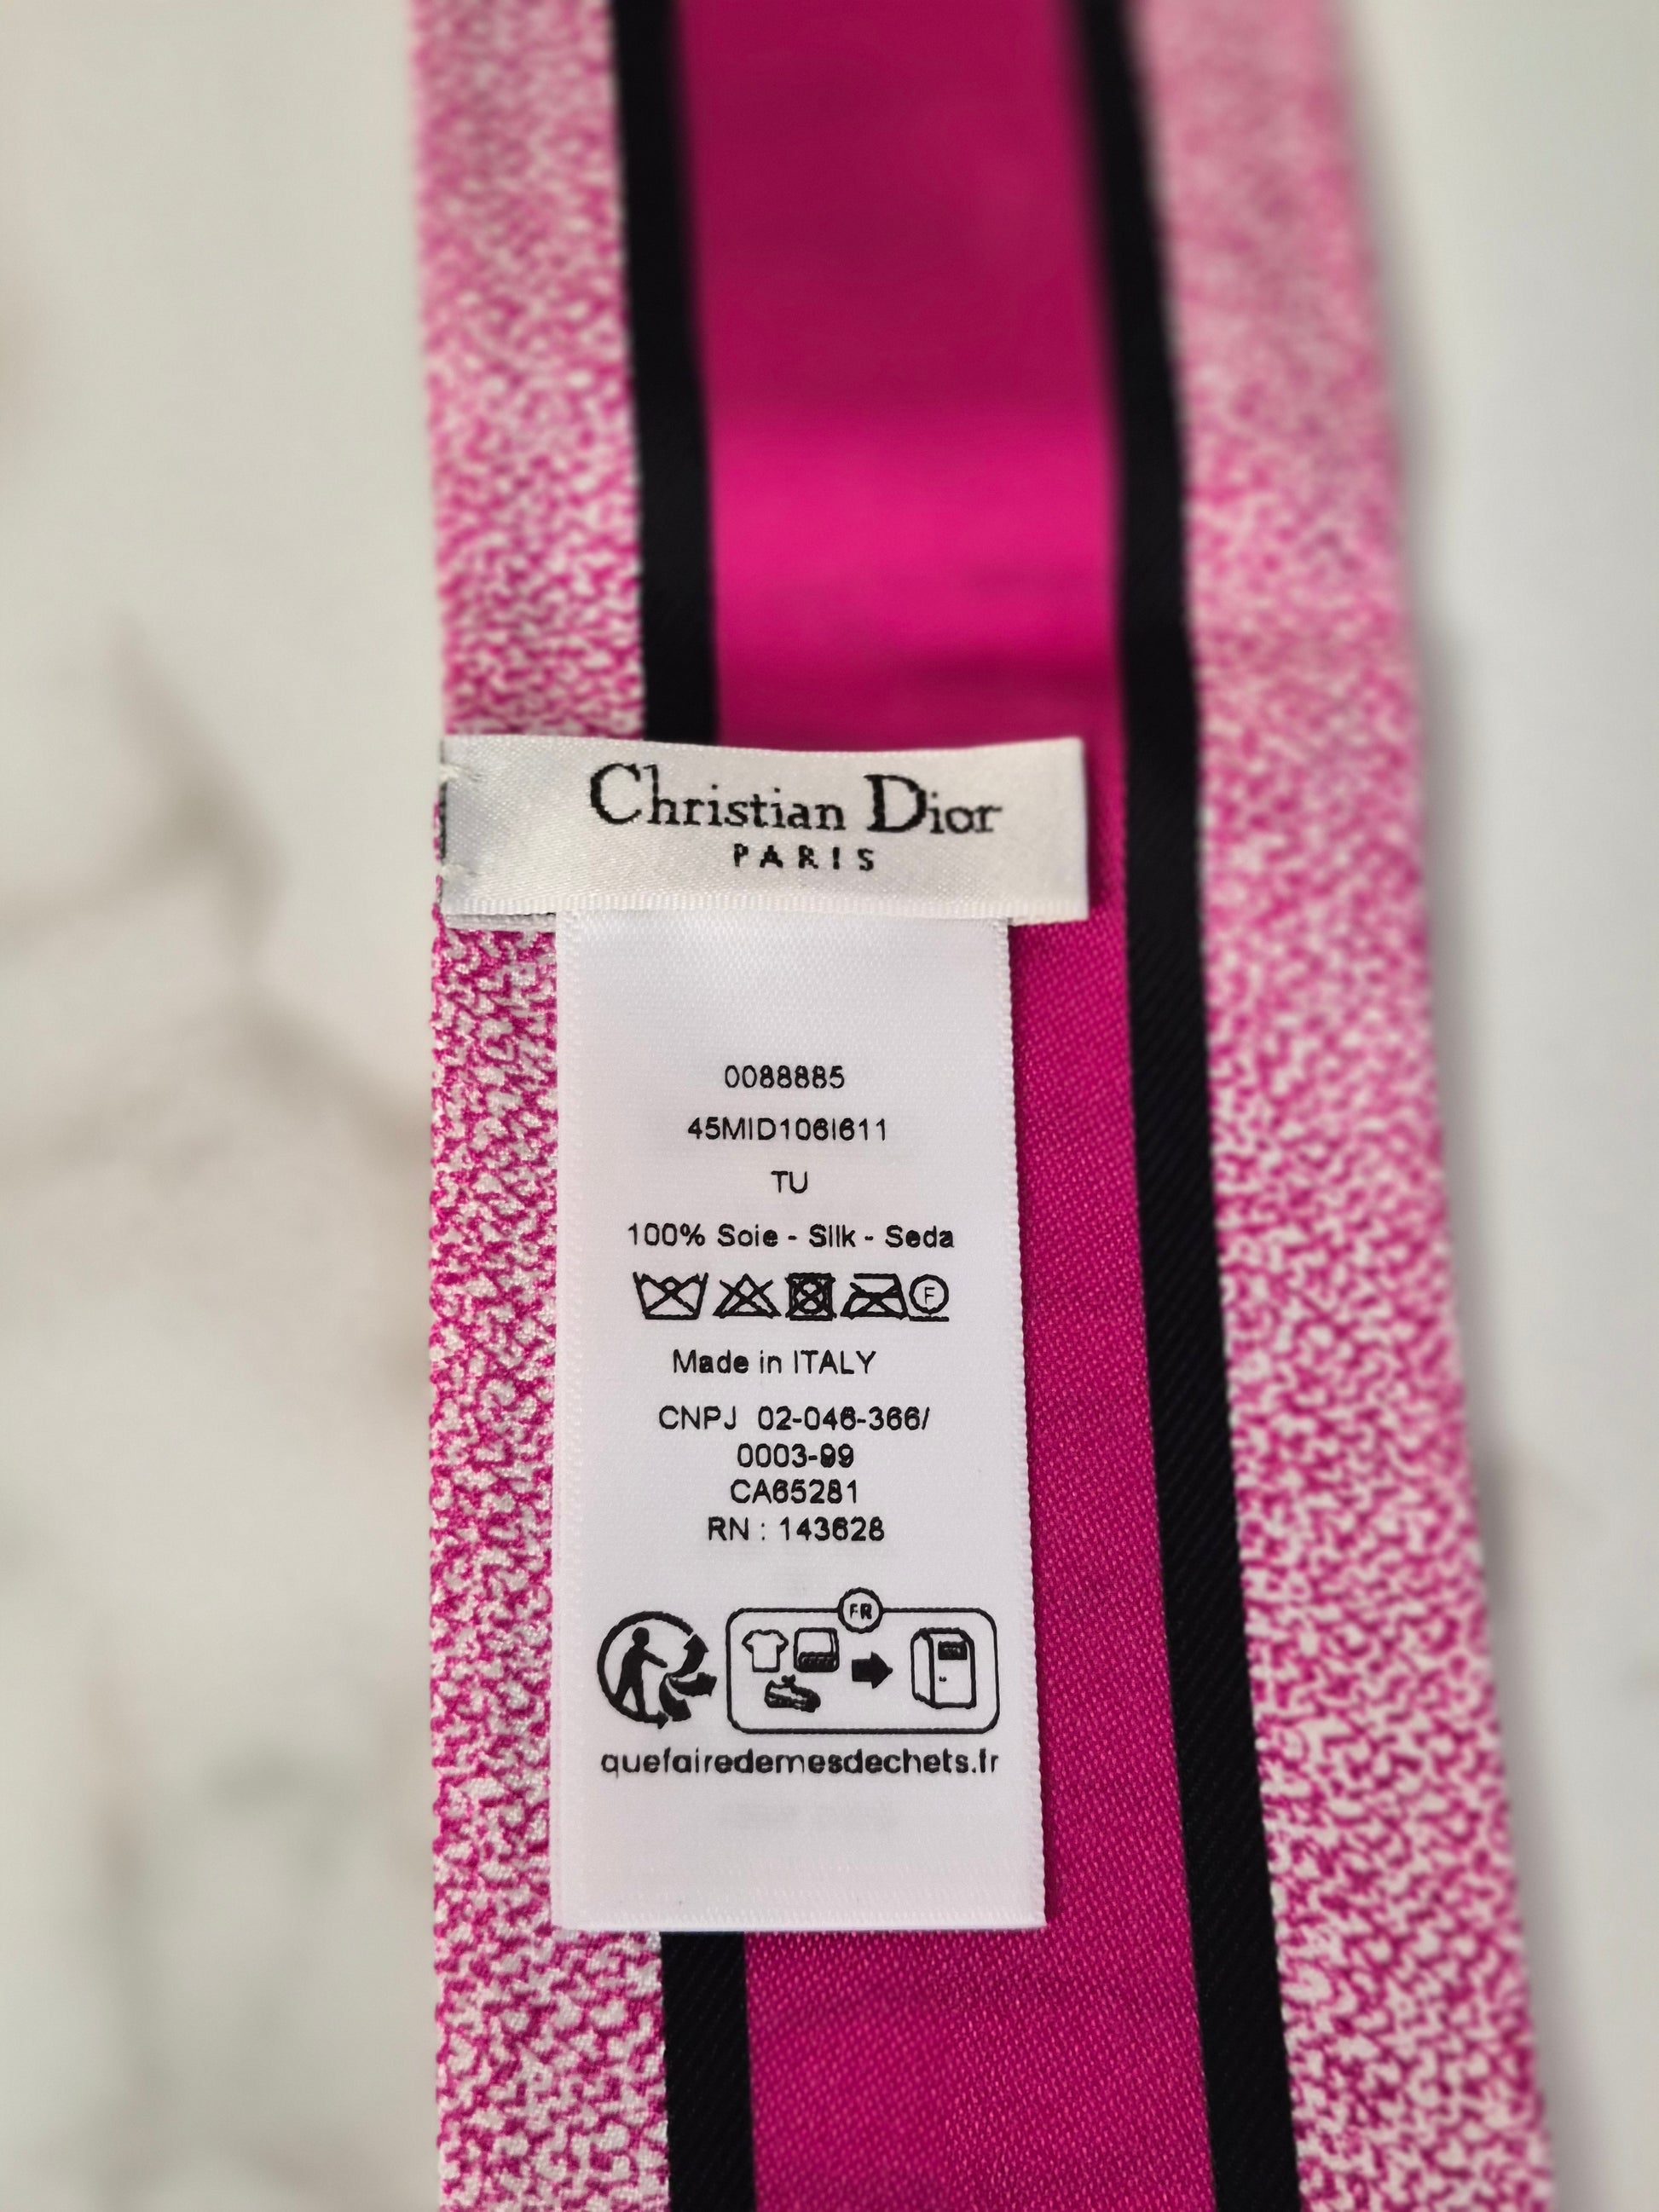 Christian Dior
PARIS
0088885
45MID106I611
TU
100% Soie - Silk - Seda
F
Made in ITALY
CNPJ 02-046-366/
0003-99
CA65281
RN : 143628
FR
quefairedemesdechets.fr